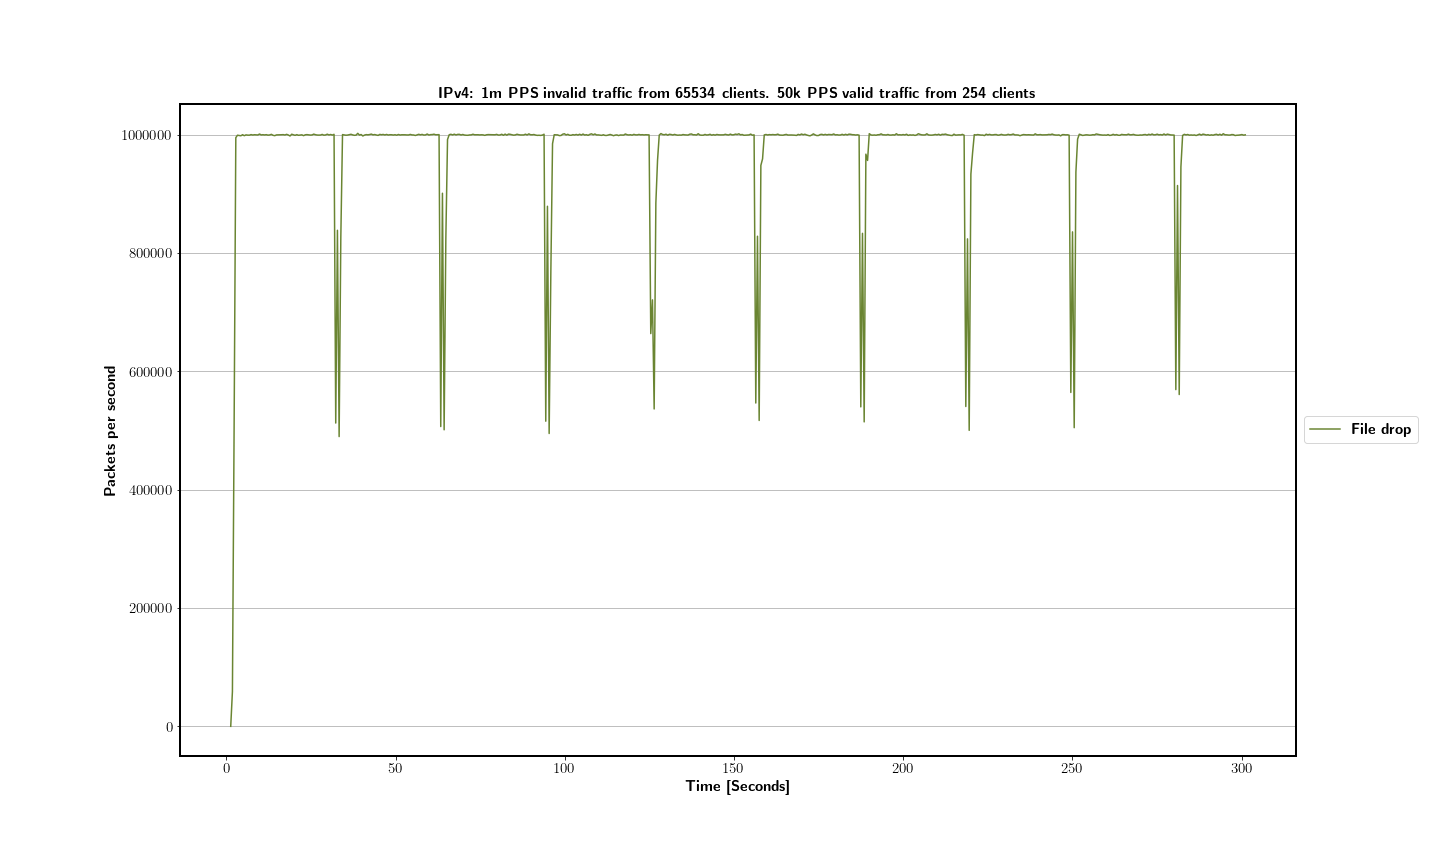 IPv4: 1m PPS invalid traffic from 65534 clients. 50k PPS valid traffic from 254 clients
1000000
800000
600000
400000
200000
0
Packets per second
0 50 100 150 200 250 300
Time [Seconds]
File drop